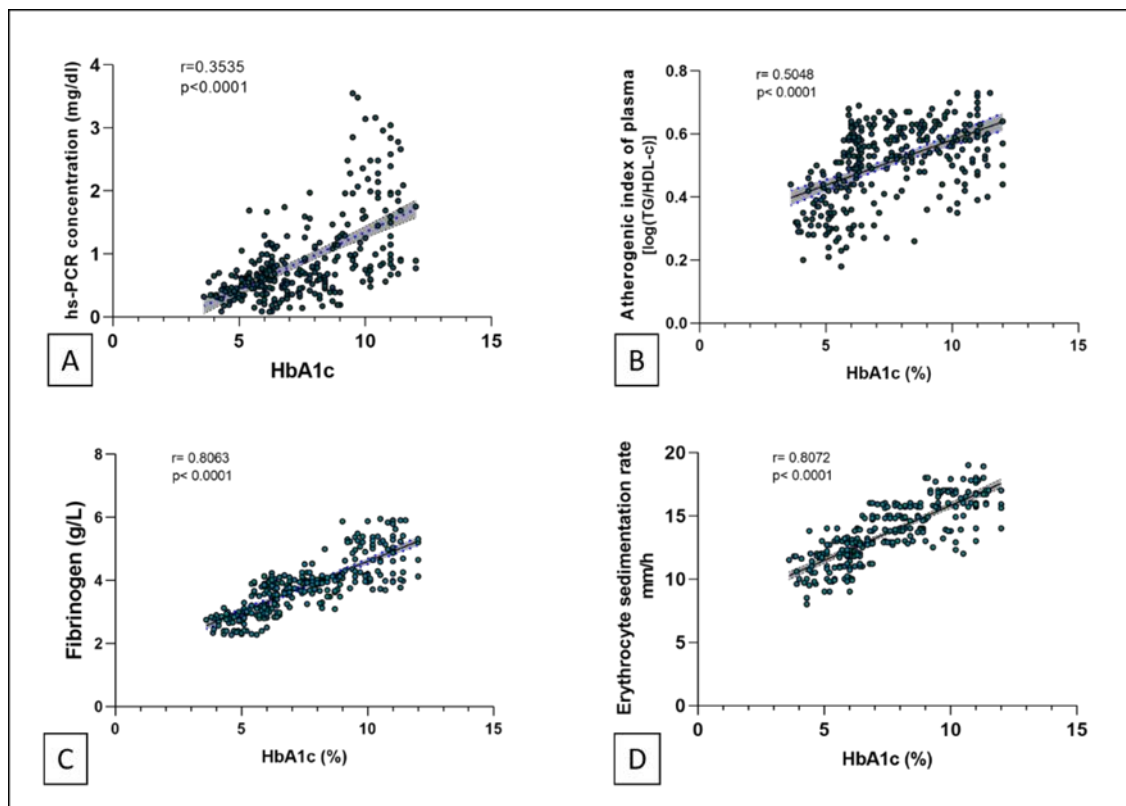 r=0.3535
p<0.0001
hs-PCR concentration (mg/dl)
4
3
2
1
0
0
5
10
15
HbA1c
A
r= 0.5048
p< 0.0001
Atherogenic index of plasma
[log(TG/HDL-c)]
0.8
0.6
0.4
0.2
0.0
0
5
10
15
HbA1c (%)
B
r= 0.8063
p< 0.0001
Fibrinogen (g/L)
8
6
4
2
0
0
5
10
15
HbA1c (%)
C
r= 0.8072
p< 0.0001
Erythrocyte sedimentation rate
mm/h
20
15
10
5
0
0
5
10
15
HbA1c (%)
D